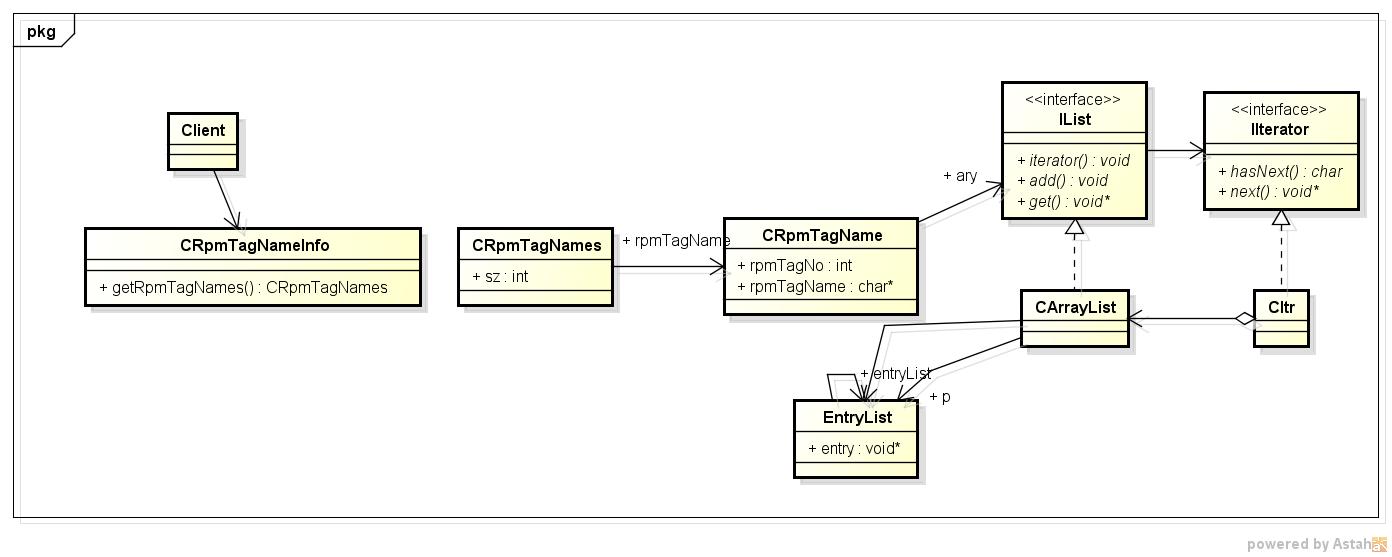 pkg
Client
CRpmTagNameInfo
+ getRpmTagNames() : CRpmTagNames
CRpmTagNames
+ sz : int
+ rpmTagName
CRpmTagName
+ rpmTagNo : int
+ rpmTagName : char*
+ ary
<<interface>>
IList
+ iterator() : void
+ add() : void
+ get() : void*
<<interface>>
IIterator
+ hasNext() : char
+ next() : void*
CArrayList
CItr
+ entryList
+ p
EntryList
+ entry : void*
powered by Astah